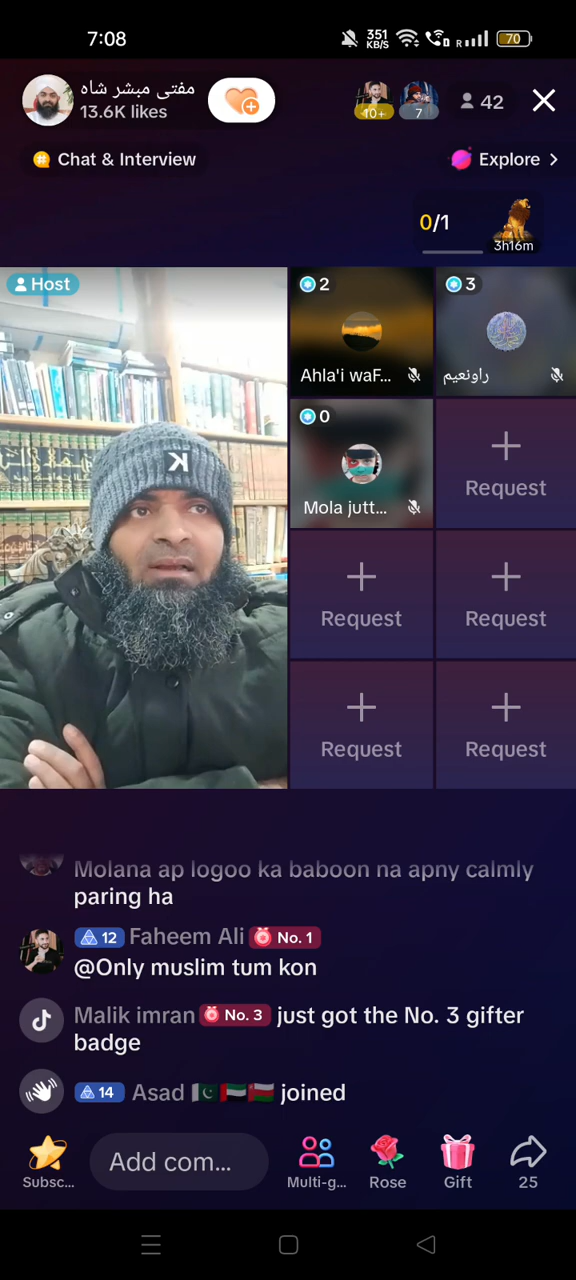 7:08
351
KB/S
R
70
مفتی مبشر شاہ
13.6K likes
10+
7
42
Chat & Interview
Explore >
0/1
3h16m
Host
2
3
Ahla'i waF...
راونعیم
K
0
Mola jutt...
Request
Request
Request
Request
Request
Molana ap logoo ka baboon na apny calmly
paring ha
12 Faheem Ali No. 1
@Only muslim tum kon
Malik imran No. 3 just got the No. 3 gifter
badge
14 Asad 🇵🇰🇦🇪🇴🇲 joined
Subsc...
Add com...
Multi-g...
Rose
Gift
25